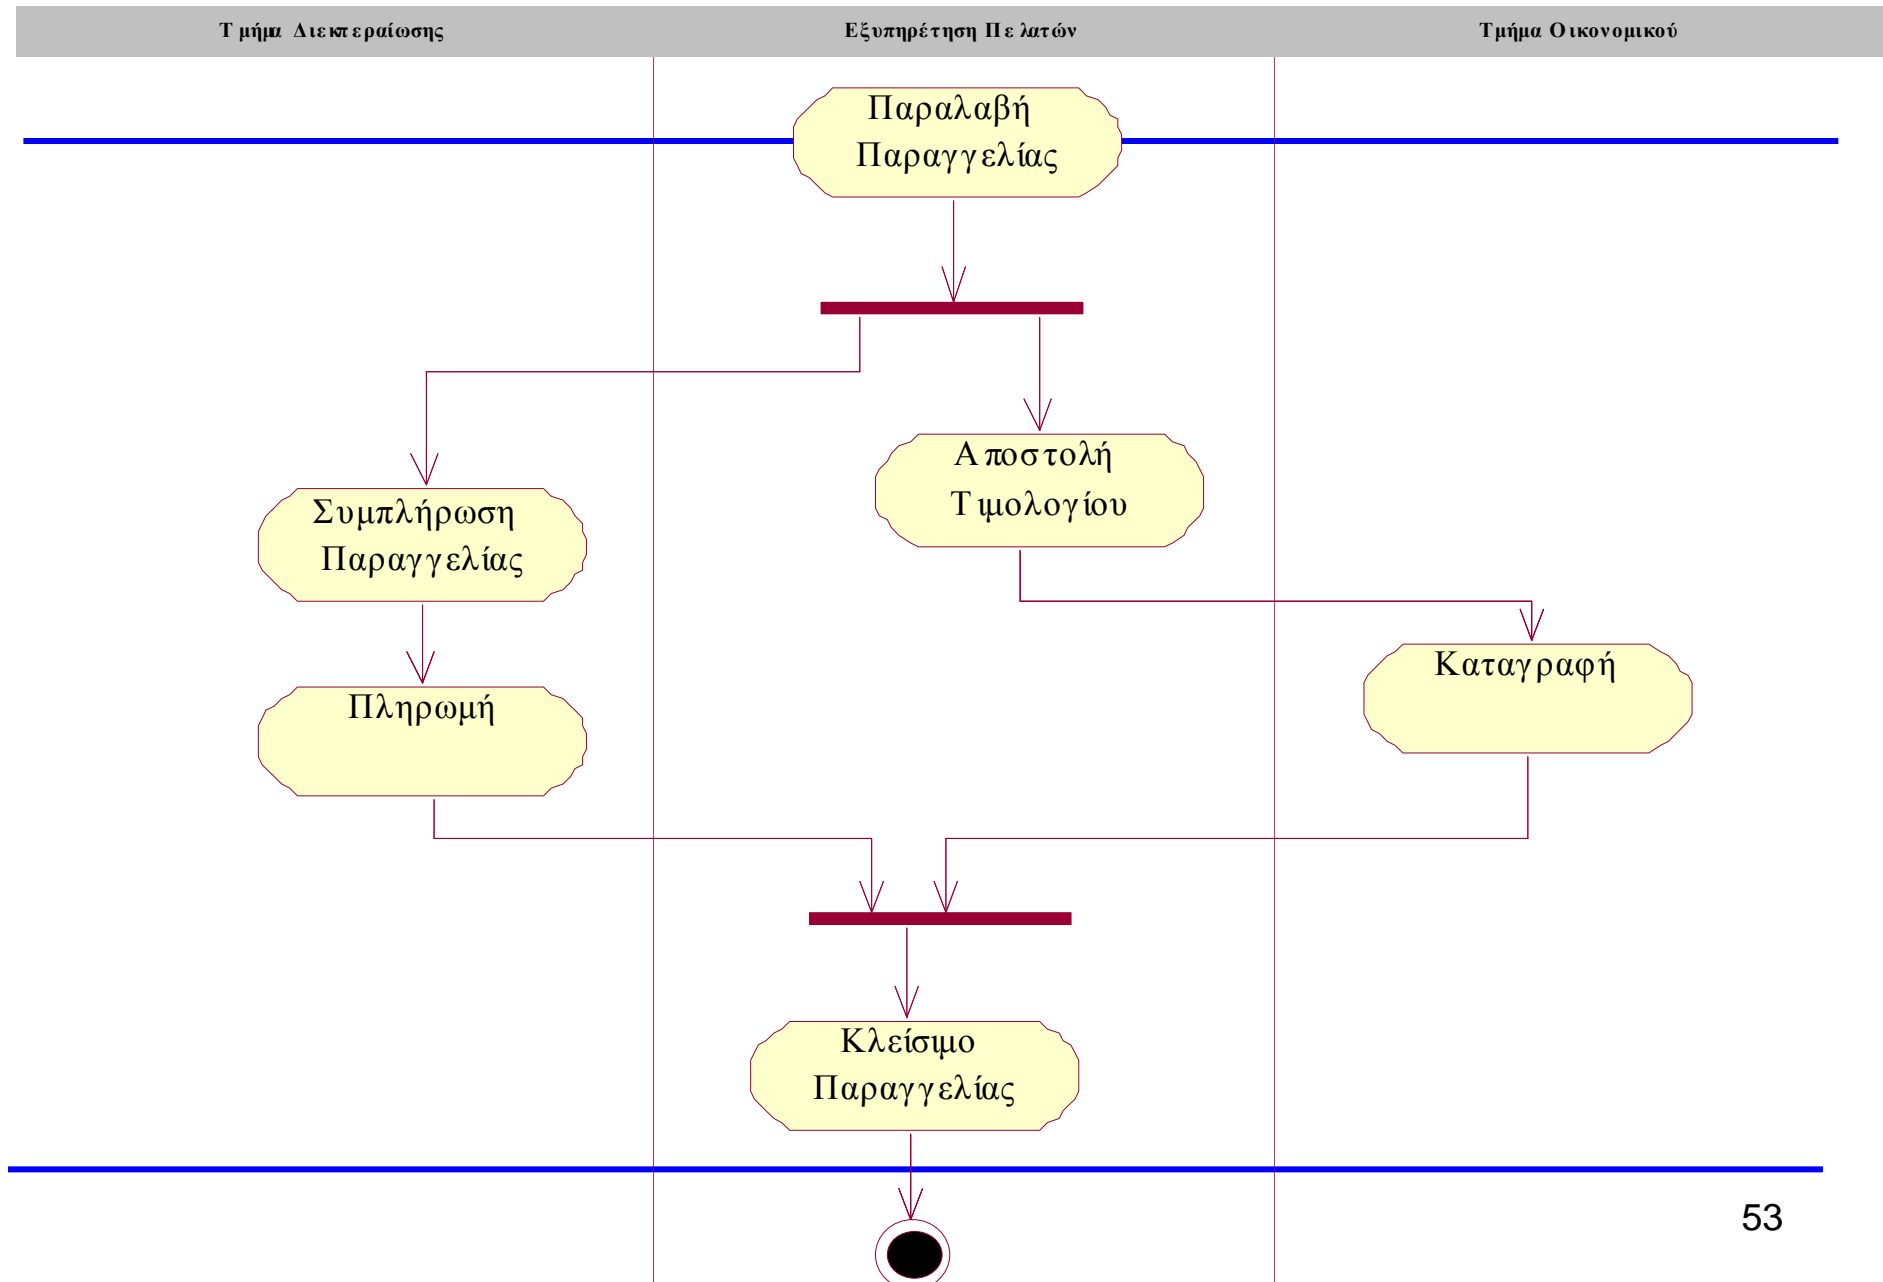 Τμήμα Διεκπεραίωσης
Εξυπηρέτηση Πελατών
Τμήμα Οικονομικού
Παραλαβή
Παραγγελίας
Αποστολή
Τιμολογίου
Συμπλήρωση
Παραγγελίας
Καταγραφή
Πληρωμή
Κλείσιμο
Παραγγελίας
53